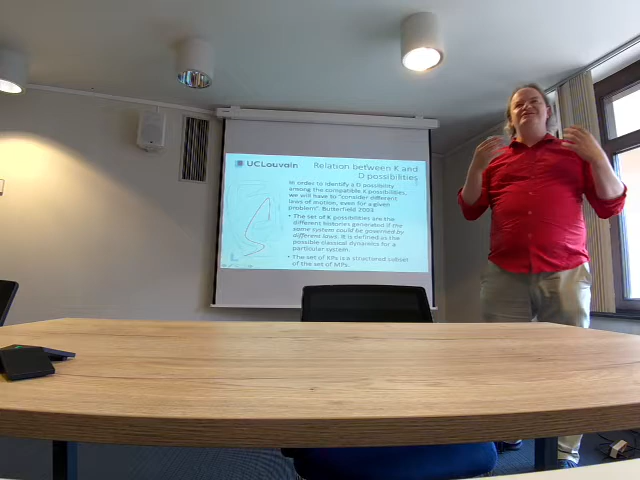 UCLouvain
Relation between K and
D possibilities
In order to identify a D possibility
among the compatible K possibilities,
we will have to "consider different
laws of motion, even for a given
problem". Butterfield 2003
• The set of K possibilities are the
different histories generated if the
same system could be governed by
different laws. It is defined as the
possible classical dynamics for a
particular system.
• The set of KPs is a structured subset
of the set of MPs.